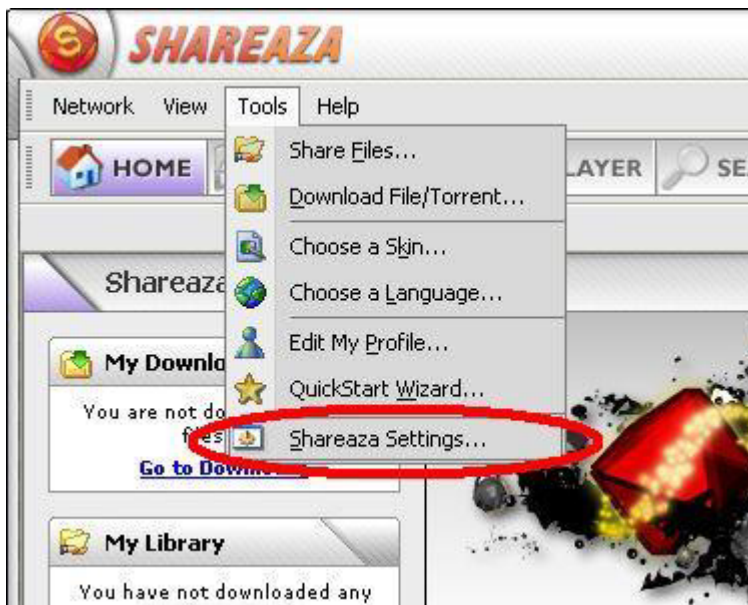 SHAREAZA
Network View Tools Help
HOME LAYER SE
Share Files...
Download File/Torrent...
Choose a Skin...
Choose a Language...
Edit My Profile...
QuickStart Wizard...
Shareaza Settings...
Shareaza
My Downlo
You are not do
files
Go to Down
My Library
You have not downloaded any